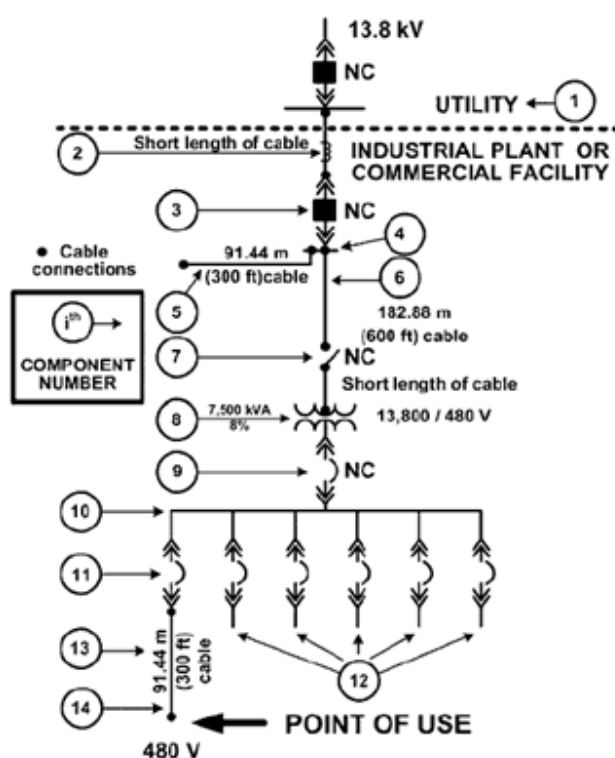 13.8 kV
NC
UTILITY
1
2
Short length of cable
INDUSTRIAL PLANT OR
COMMERCIAL FACILITY
3
NC
4
Cable
connections
91.44 m
(300 ft)cable
5
6
182.88 m
(600 ft) cable
ith
COMPONENT
NUMBER
7
NC
Short length of cable
8
7,500 kVA
8%
13,800 / 480 V
9
NC
10
11
12
13
91.44 m
(300 ft)
cable
14
POINT OF USE
480 V